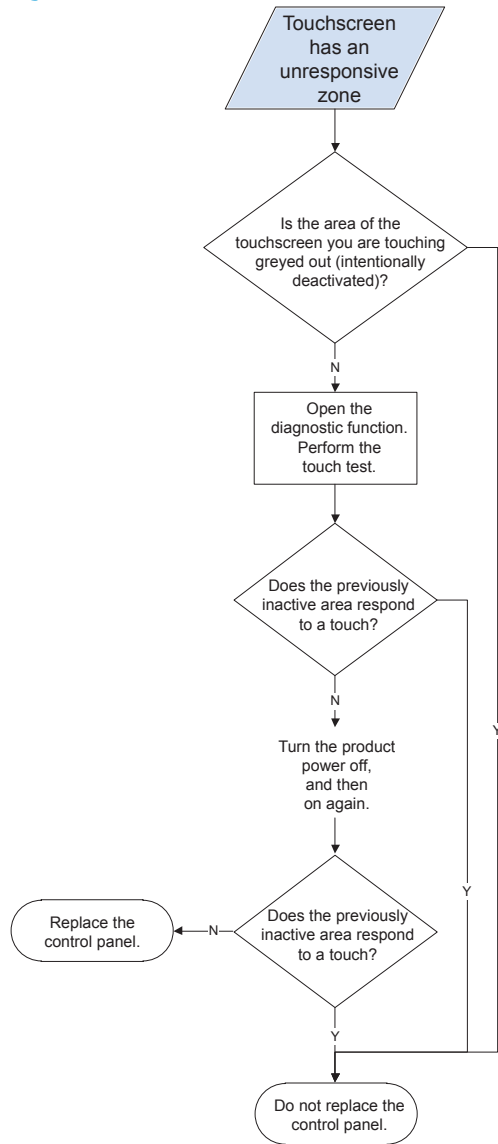 Touchscreen
has an
unresponsive
zone
Is the area of the
touchscreen you are touching
greyed out (intentionally
deactivated)?
N
Open the
diagnostic function.
Perform the
touch test.
Does the previously
inactive area respond
to a touch?
N
Y
Turn the product
power off,
and then
on again.
Y
Does the previously
inactive area respond
to a touch?
N
Replace the
control panel.
Y
Do not replace the
control panel.